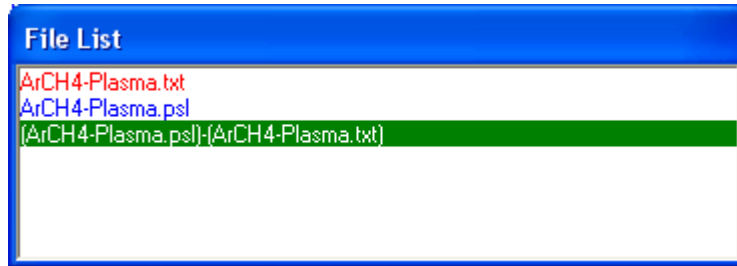 File List
ArCH4-Plasma.txt
ArCH4-Plasma.psl
(ArCH4-Plasma.psl)-(ArCH4-Plasma.txt)